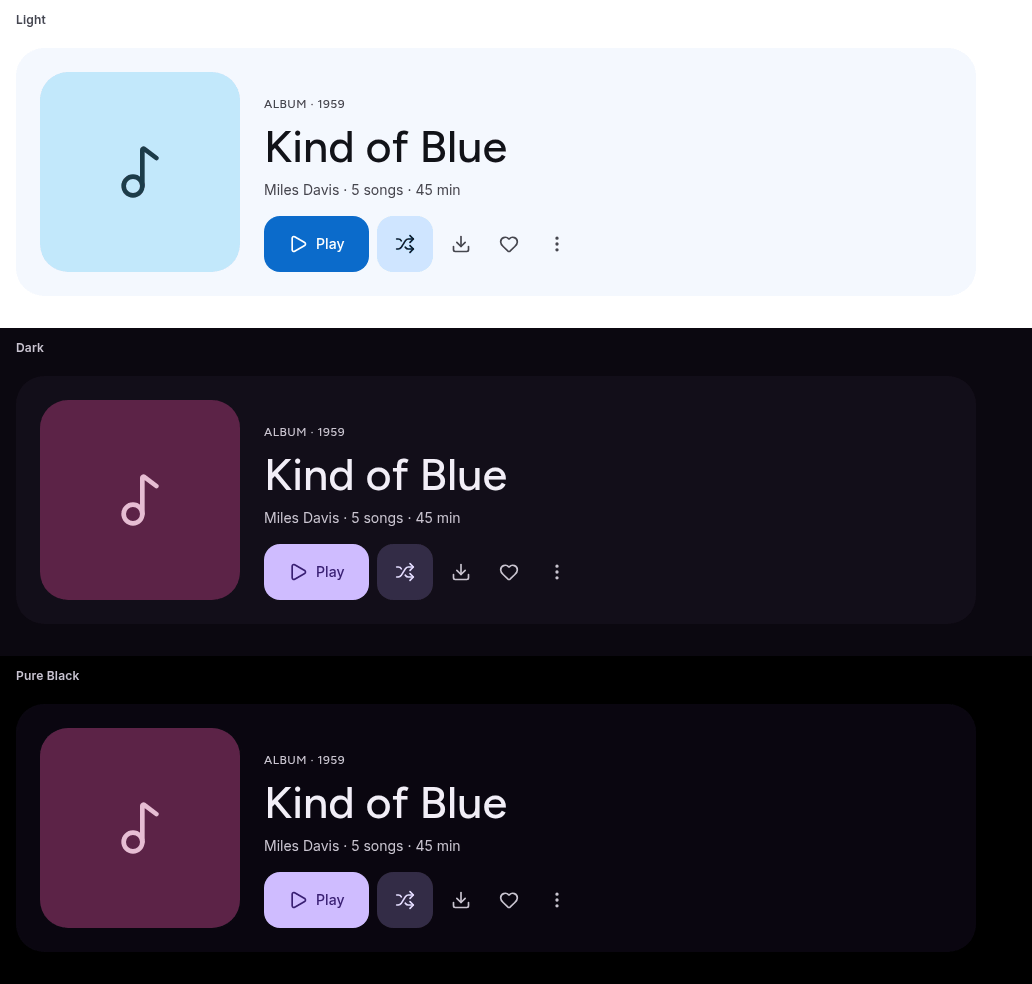 Light
ALBUM · 1959
Kind of Blue
Miles Davis · 5 songs · 45 min
Play
Dark
ALBUM · 1959
Kind of Blue
Miles Davis · 5 songs · 45 min
Play
Pure Black
ALBUM · 1959
Kind of Blue
Miles Davis · 5 songs · 45 min
Play